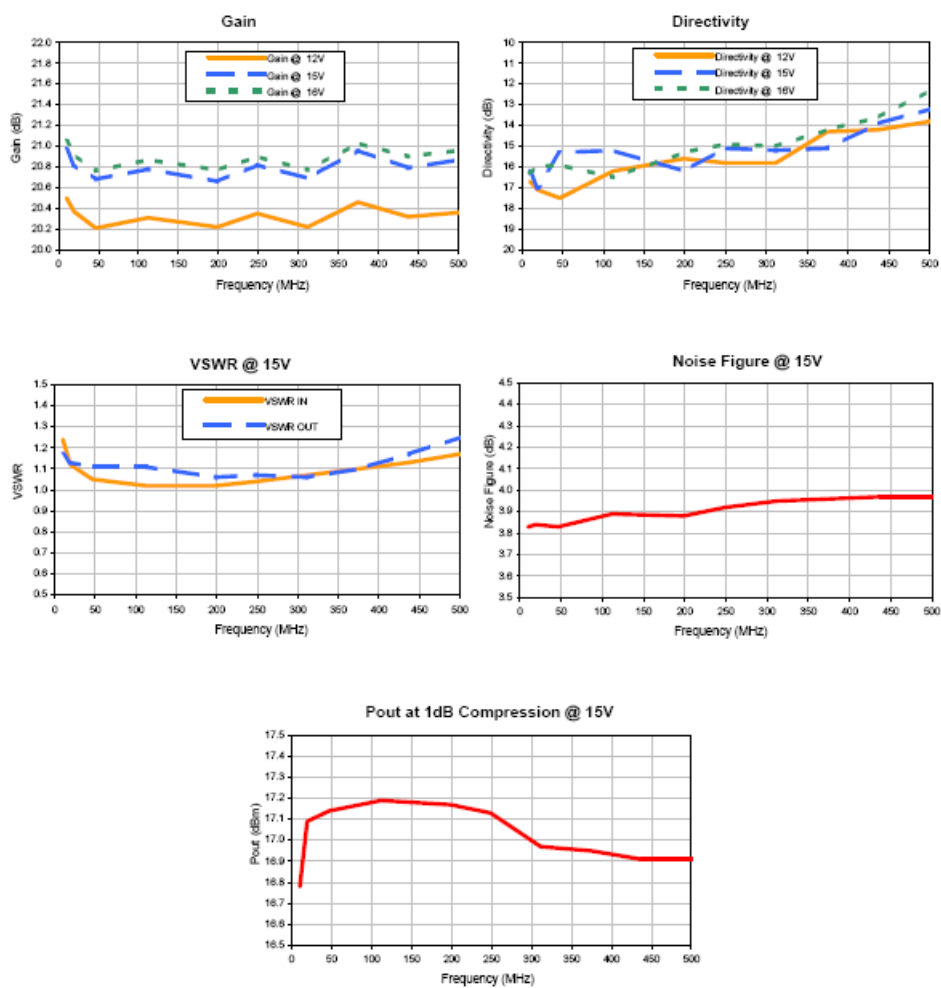 Gain
22.0
21.8
21.6
21.4
21.2
21.0
20.8
20.6
20.4
20.2
20.0
Gain (dB)
Gain @ 12V
Gain @ 15V
Gain @ 16V
0 50 100 150 200 250 300 350 400 450 500
Frequency (MHz)
Directivity
10
12
13
14
15
16
17
18
19
20
Directivity (dB)
Directivity @ 12V
Directivity @ 15V
Directivity @ 16V
0 50 100 150 200 250 300 350 400 450 500
Frequency (MHz)
VSWR @ 15V
1.5
1.4
1.3
1.2
1.1
1.0
0.9
0.8
0.7
0.6
0.5
VSWR
VSWR IN
VSWR OUT
0 50 100 150 200 250 300 350 400 450 500
Frequency (MHz)
Noise Figure @ 15V
4.5
4.4
4.3
4.2
4.1
4.0
3.9
3.8
3.7
3.6
3.5
Noise Figure (dB)
0 50 100 150 200 250 300 350 400 450 500
Frequency (MHz)
Pout at 1dB Compression @ 15V
17.5
17.4
17.3
17.2
17.1
17.0
16.9
16.8
16.7
16.6
16.5
Pout (dBm)
0 50 100 150 200 250 300 350 400 450 500
Frequency (MHz)